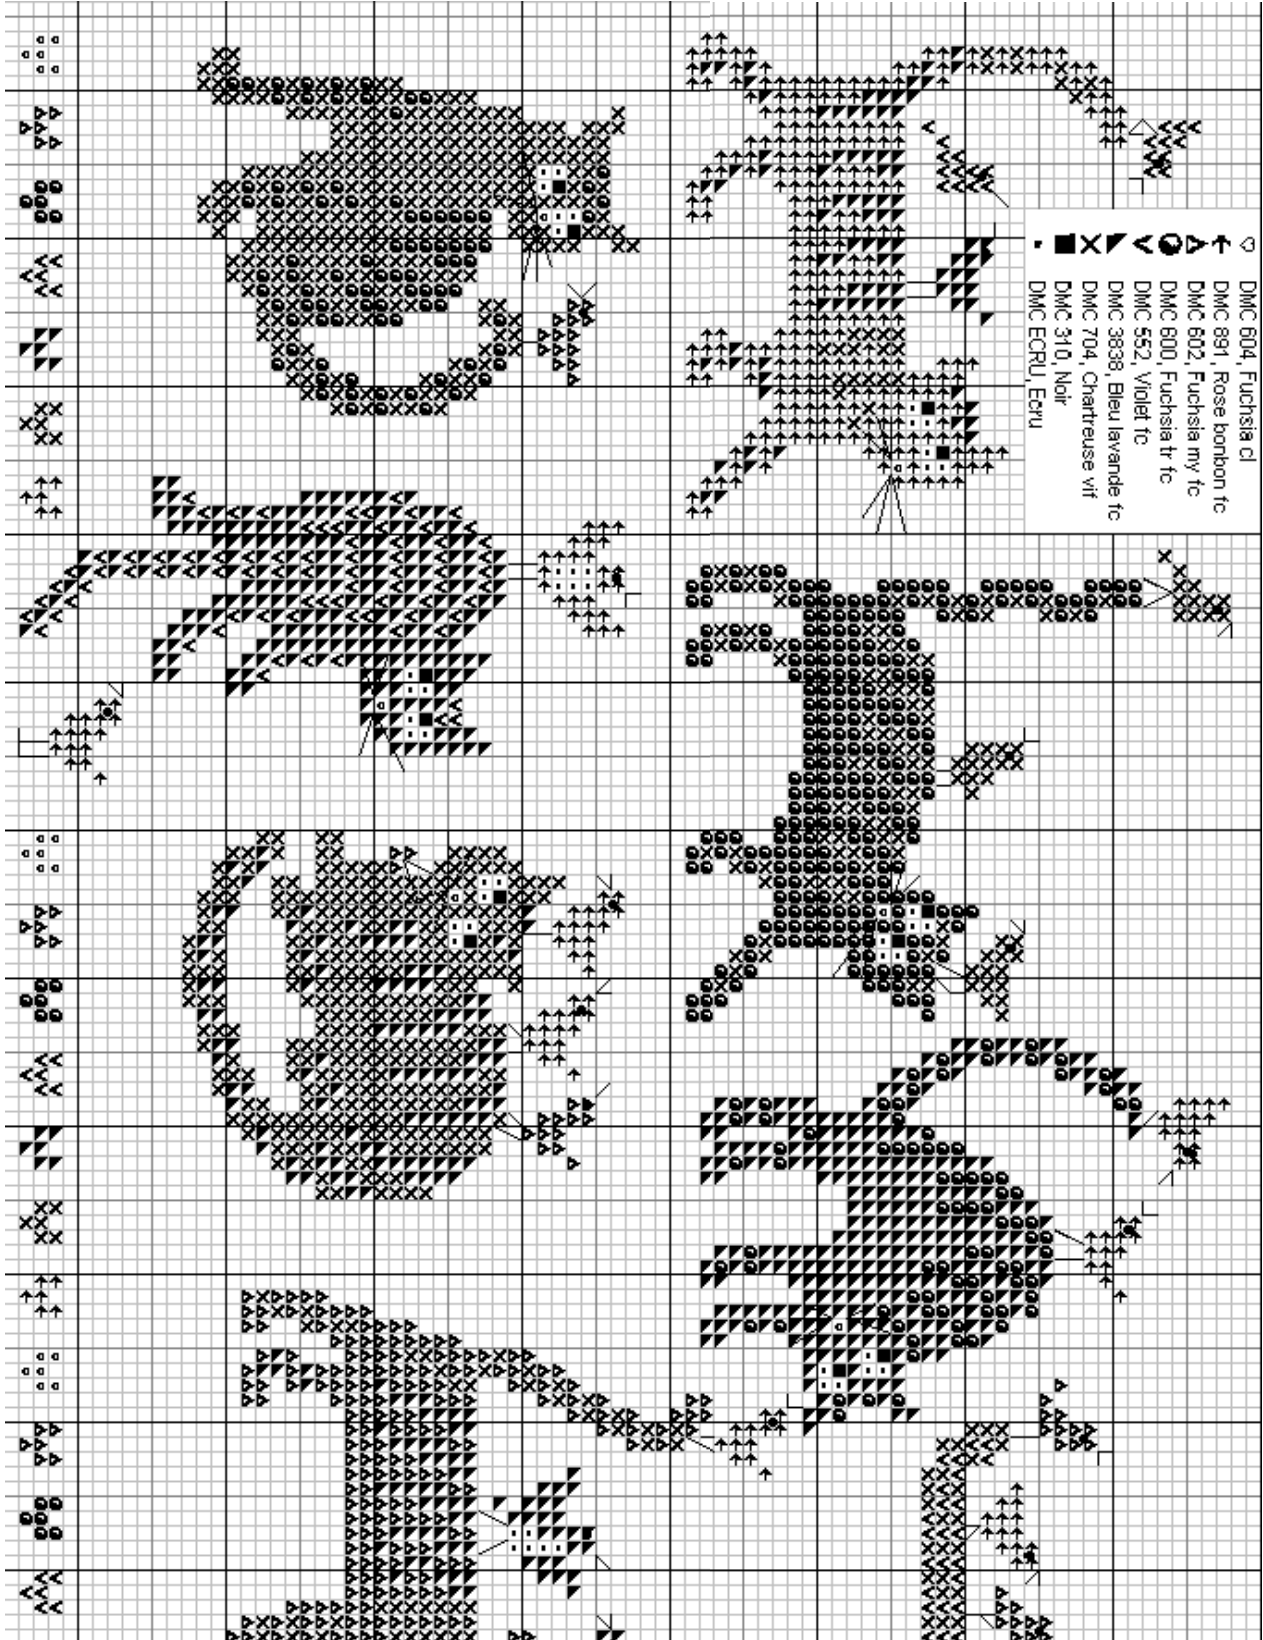 DMC 604, Fuchsia cl
DMC 891, Rose bonbon fc
DMC 602, Fuchsia my fc
DMC 600, Fuchsia tr fc
DMC 552, Violet fc
DMC 3838, Bleu lavande fc
DMC 704, Chartreuse vif
DMC 310, Noir
DMC ECRU, Ecru